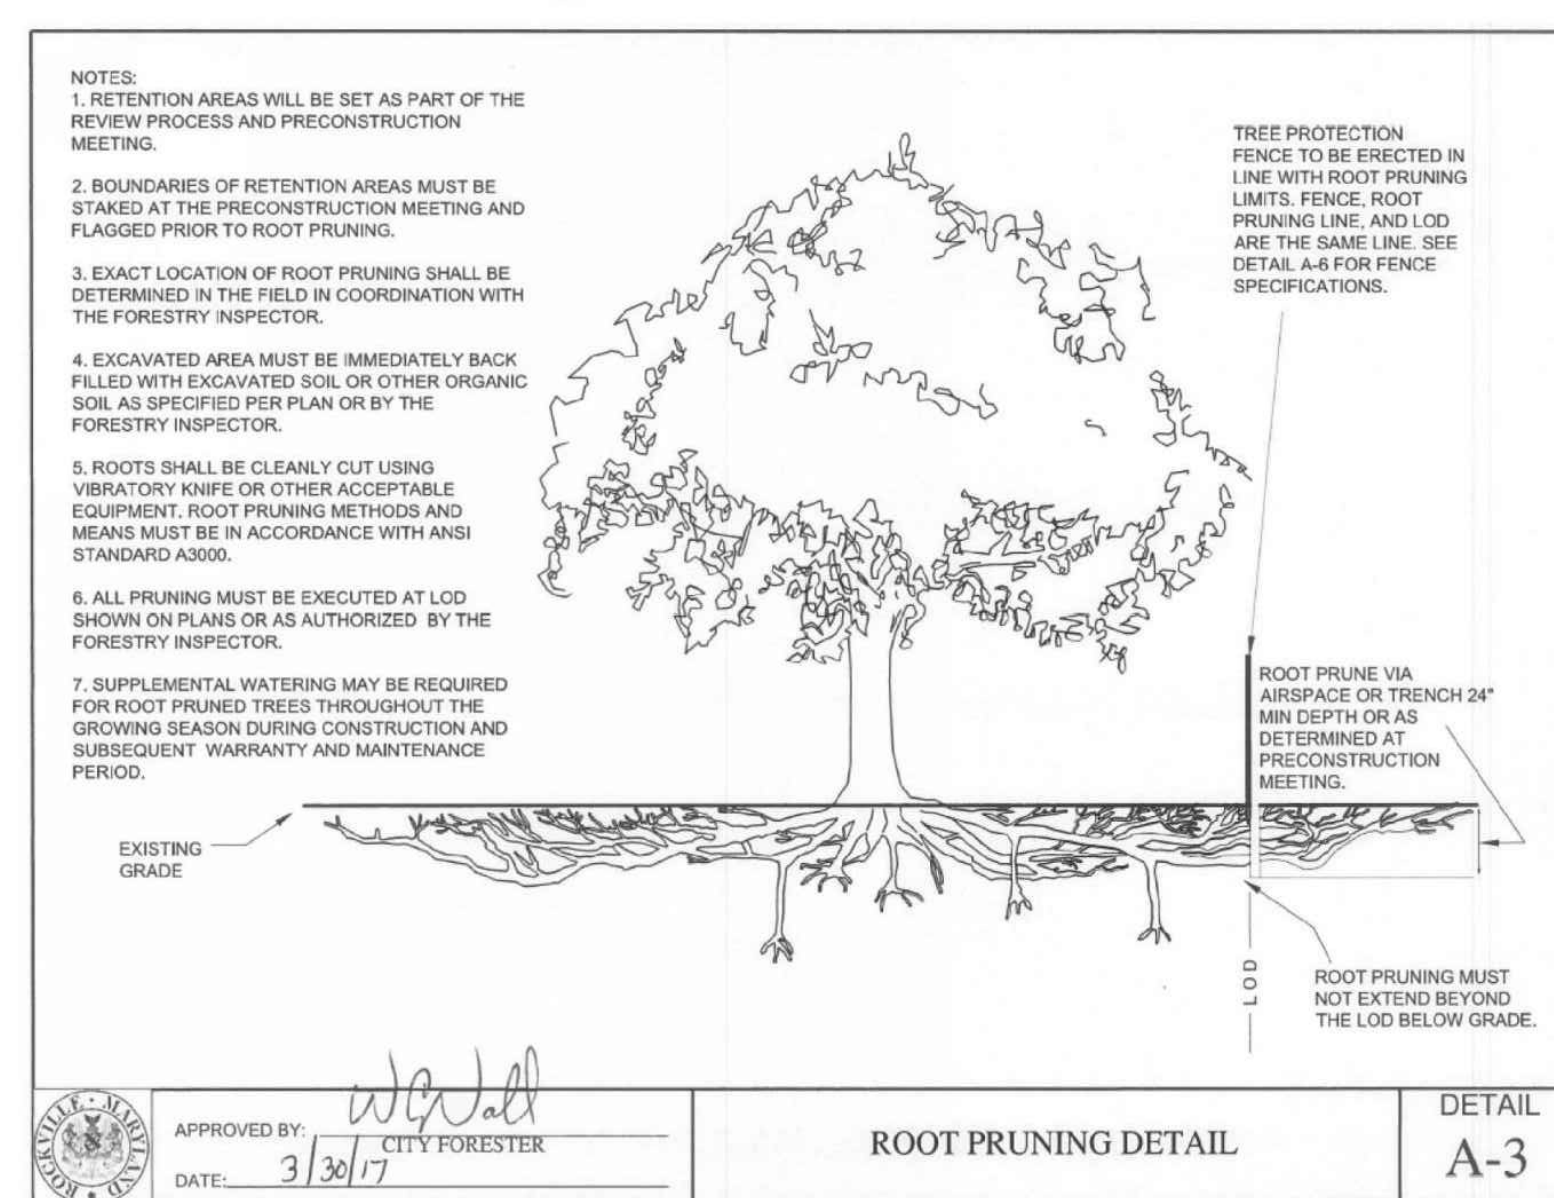 NOTES:
1. RETENTION AREAS WILL BE SET AS PART OF THE
REVIEW PROCESS AND PRECONSTRUCTION
MEETING.
2. BOUNDARIES OF RETENTION AREAS MUST BE
STAKED AT THE PRECONSTRUCTION MEETING AND
FLAGGED PRIOR TO ROOT PRUNING.
3. EXACT LOCATION OF ROOT PRUNING SHALL BE
DETERMINED IN THE FIELD IN COORDINATION WITH
THE FORESTRY INSPECTOR.
4. EXCAVATED AREA MUST BE IMMEDIATELY BACK
FILLED WITH EXCAVATED SOIL OR OTHER ORGANIC
SOIL AS SPECIFIED PER PLAN OR BY THE
FORESTRY INSPECTOR.
5. ROOTS SHALL BE CLEANLY CUT USING
VIBRATORY KNIFE OR OTHER ACCEPTABLE
EQUIPMENT. ROOT PRUNING METHODS AND
MEANS MUST BE IN ACCORDANCE WITH ANSI
STANDARD A3000.
6. ALL PRUNING MUST BE EXECUTED AT LOD
SHOWN ON PLANS OR AS AUTHORIZED BY THE
FORESTRY INSPECTOR.
7. SUPPLEMENTAL WATERING MAY BE REQUIRED
FOR ROOT PRUNED TREES THROUGHOUT THE
GROWING SEASON DURING CONSTRUCTION AND
SUBSEQUENT WARRANTY AND MAINTENANCE
PERIOD.
TREE PROTECTION
FENCE TO BE ERECTED IN
LINE WITH ROOT PRUNING
LIMITS. FENCE, ROOT
PRUNING LINE, AND LOD
ARE THE SAME LINE. SEE
DETAIL A-6 FOR FENCE
SPECIFICATIONS.
ROOT PRUNE VIA
AIRSPACE OR TRENCH 24"
MIN DEPTH OR AS
DETERMINED AT
PRECONSTRUCTION
MEETING.
EXISTING
GRADE
LOD
ROOT PRUNING MUST
NOT EXTEND BEYOND
THE LOD BELOW GRADE.
ROCKVILLE • MARYLAND
APPROVED BY:
CITY FORESTER
DATE: 3/30/17
ROOT PRUNING DETAIL
DETAIL
A-3